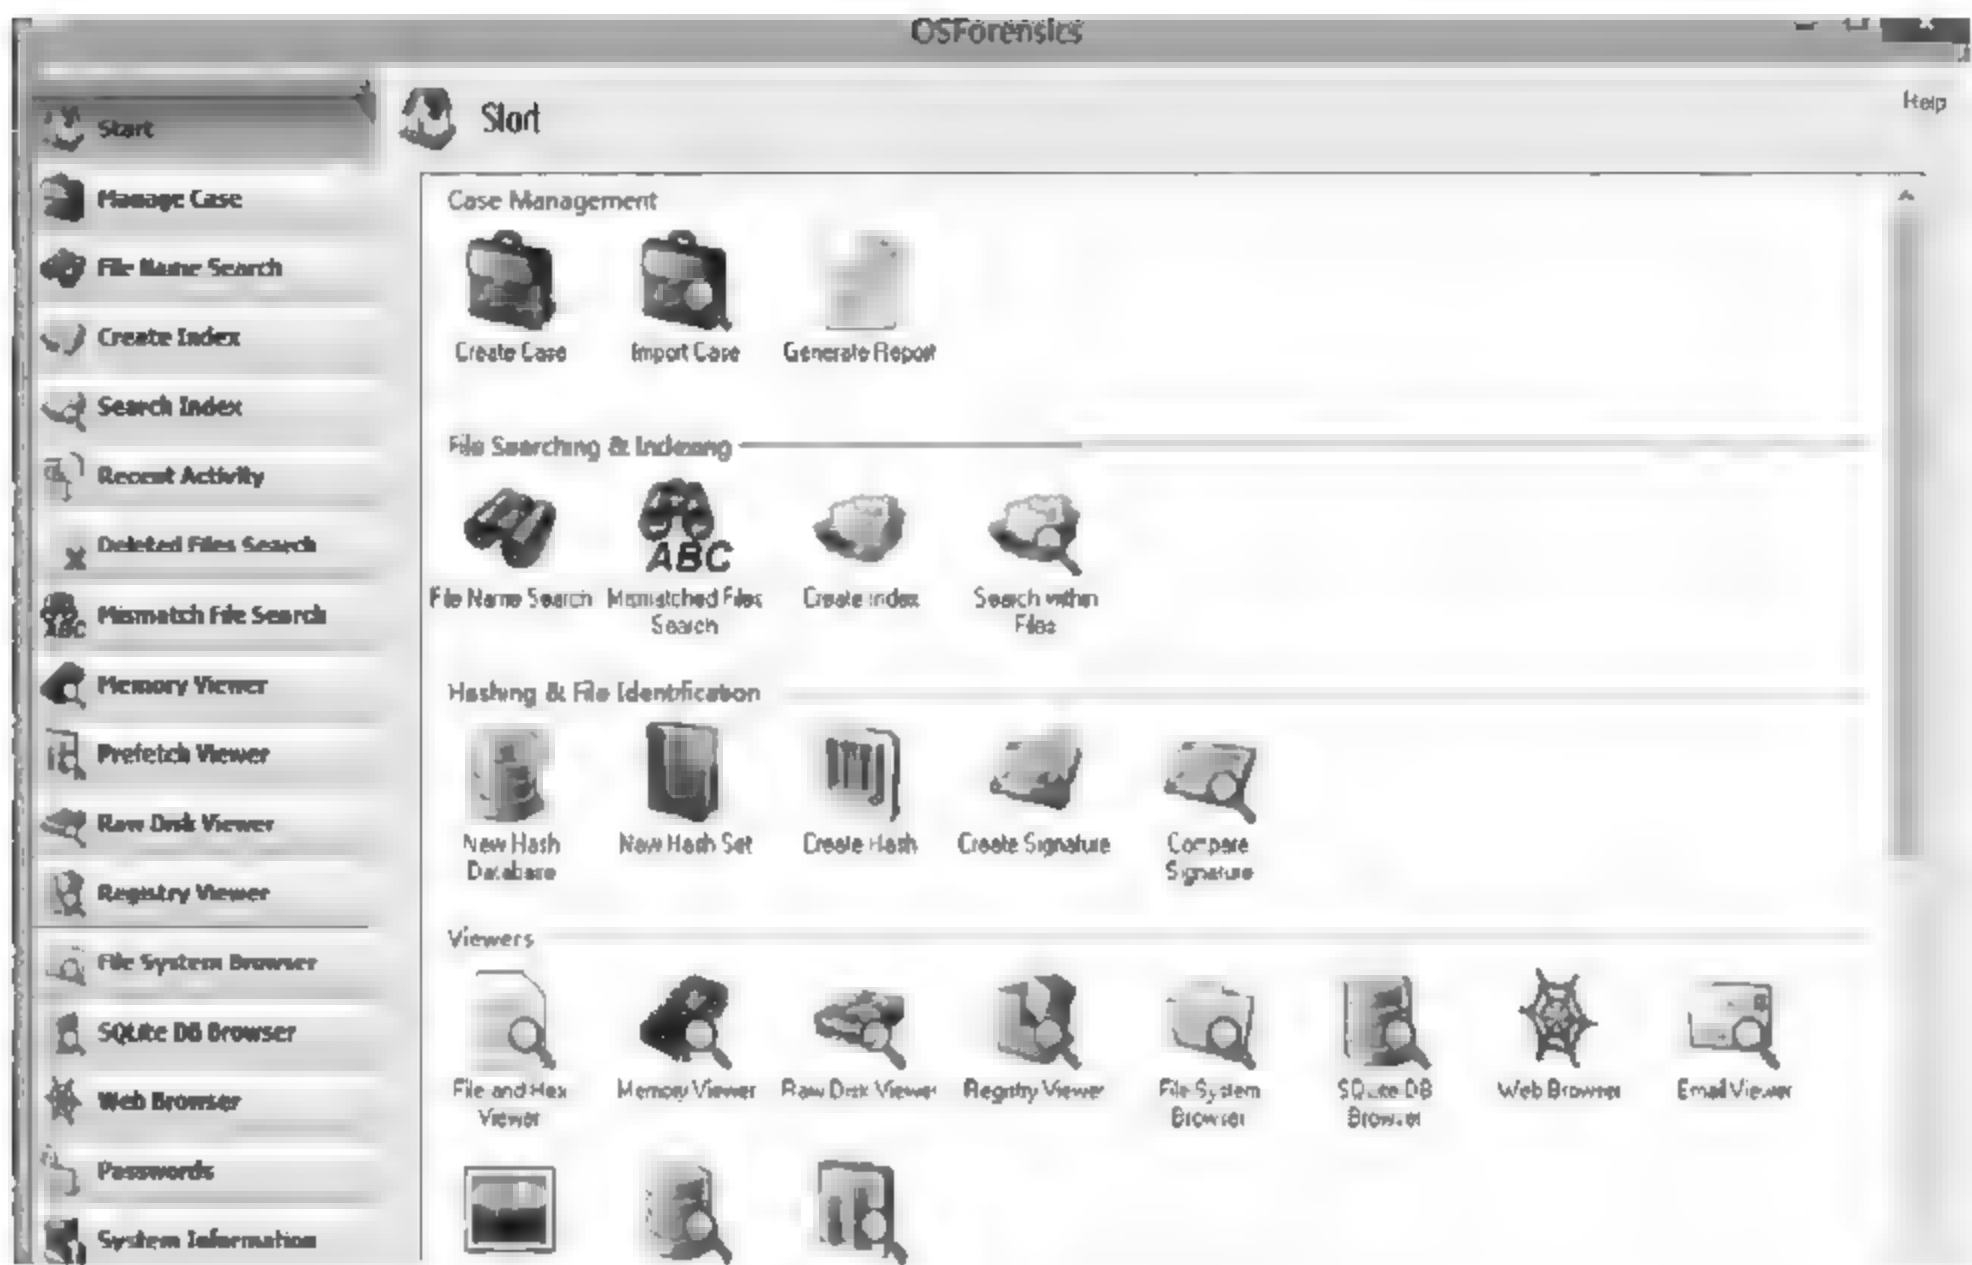 OSForensics
Start
Manage Case
File Name Search
Create Index
Search Index
Recent Activity
Deleted Files Search
Mismatch File Search
Memory Viewer
Prefetch Viewer
Raw Disk Viewer
Registry Viewer
File System Browser
SQLite DB Browser
Web Browser
Passwords
System Information
Start
Help
Case Management
Create Case
Import Case
Generate Report
File Searching & Indexing
ABC
File Name Search
Mismatched Files
Search
Create Index
Search within
Files
Hashing & File Identification
New Hash
Database
New Hash Set
Create Hash
Create Signature
Compare
Signature
Viewers
File and Hex
Viewer
Memory Viewer
Raw Disk Viewer
Registry Viewer
File System
Browser
SQLite DB
Browser
Web Browser
Email Viewer